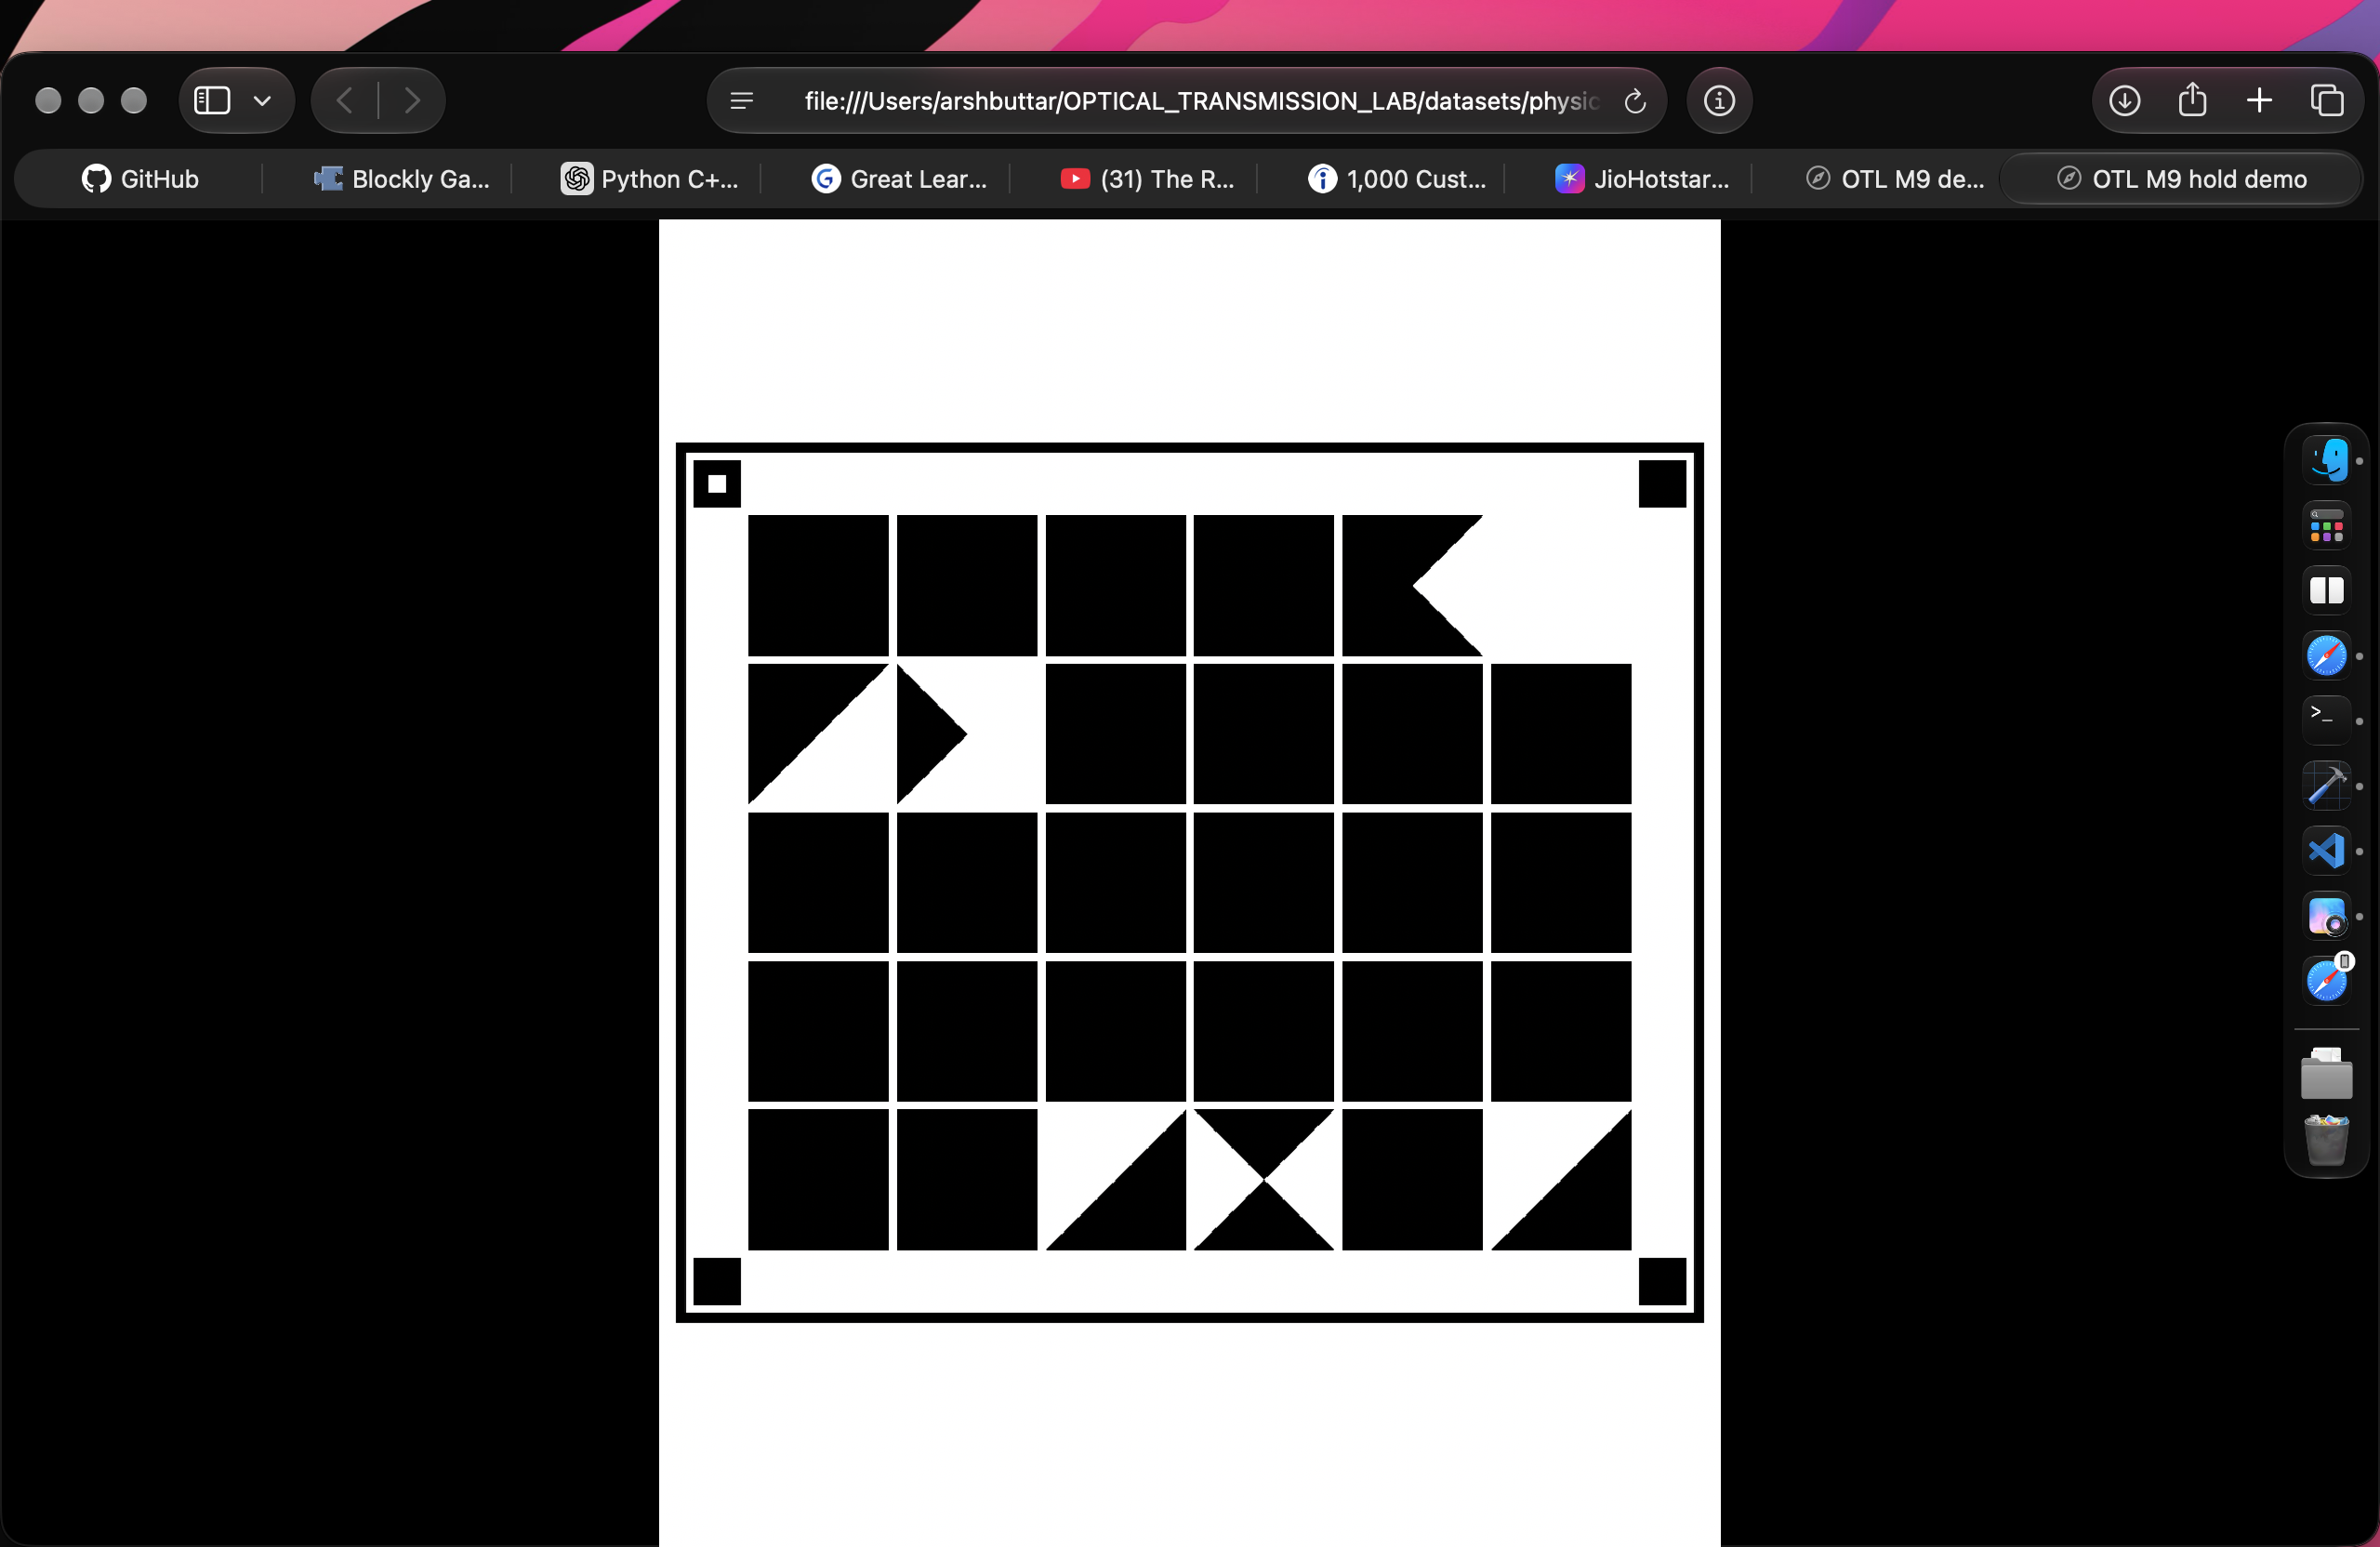 file:///Users/arshbuttar/OPTICAL_TRANSMISSION_LAB/datasets/physic
GitHub
Blockly Ga...
Python C+...
Great Lear...
(31) The R...
1,000 Cust...
JioHotstar...
OTL M9 de...
OTL M9 hold demo